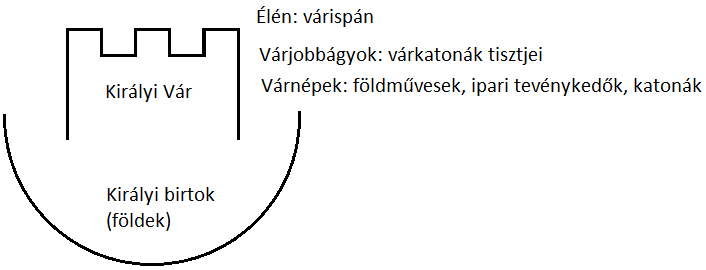 Élén: várispán
Várjobbágyok: várkatonák tisztjei
Várnépek: földművesek, ipari tevénykedők, katonák
Királyi Vár
Királyi birtok
(földek)